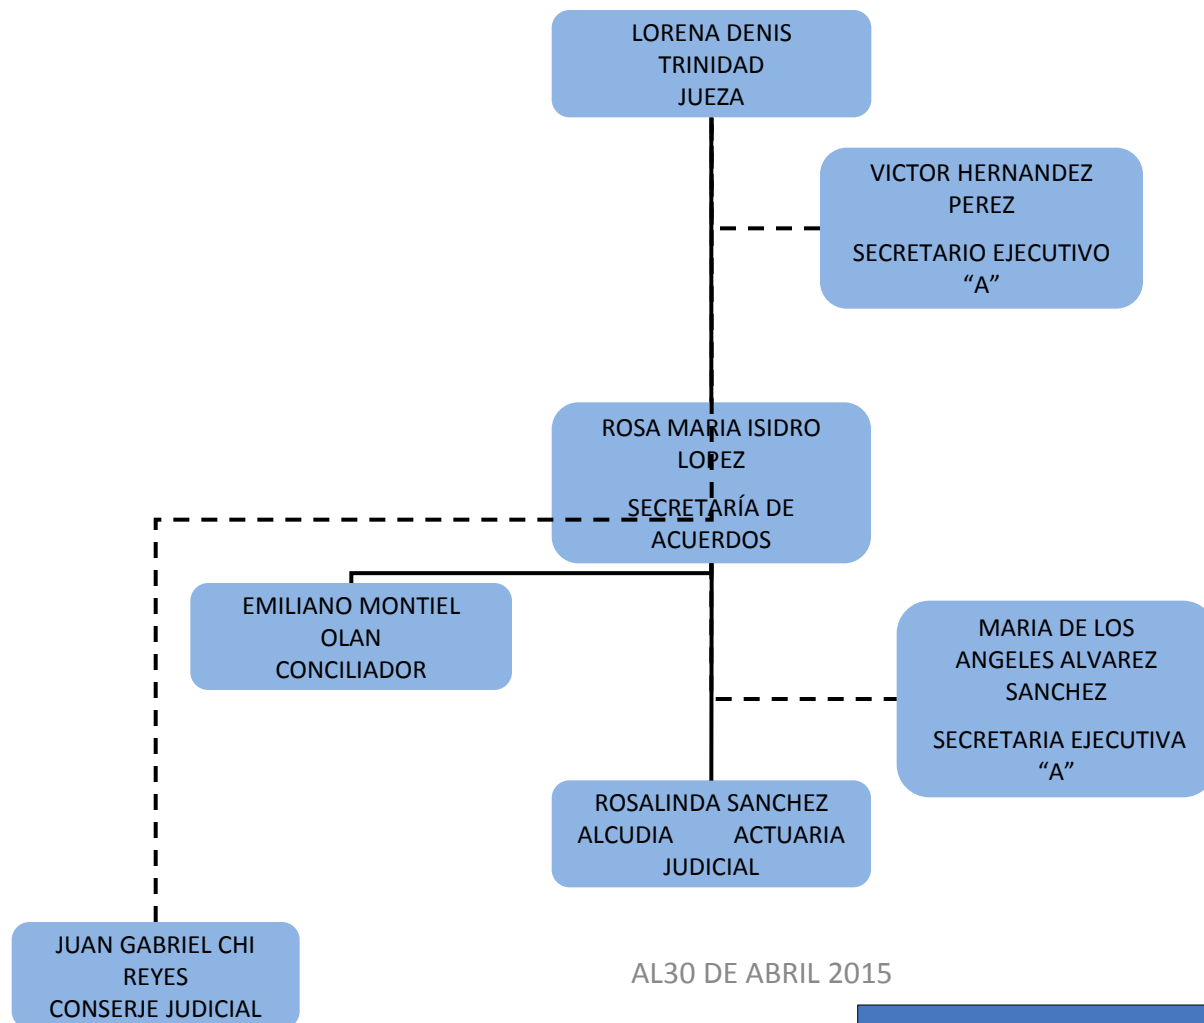 LORENA DENIS
TRINIDAD
JUEZA
VICTOR HERNANDEZ
PEREZ
SECRETARIO EJECUTIVO
“A”
ROSA MARIA ISIDRO
LOPEZ
SECRETARÍA DE
ACUERDOS
EMILIANO MONTIEL
OLAN
CONCILIADOR
MARIA DE LOS
ANGELES ALVAREZ
SANCHEZ
SECRETARIA EJECUTIVA
“A”
ROSALINDA SANCHEZ
ALCUDIA ACTUARIA
JUDICIAL
JUAN GABRIEL CHI
REYES
CONSERJE JUDICIAL
AL30 DE ABRIL 2015